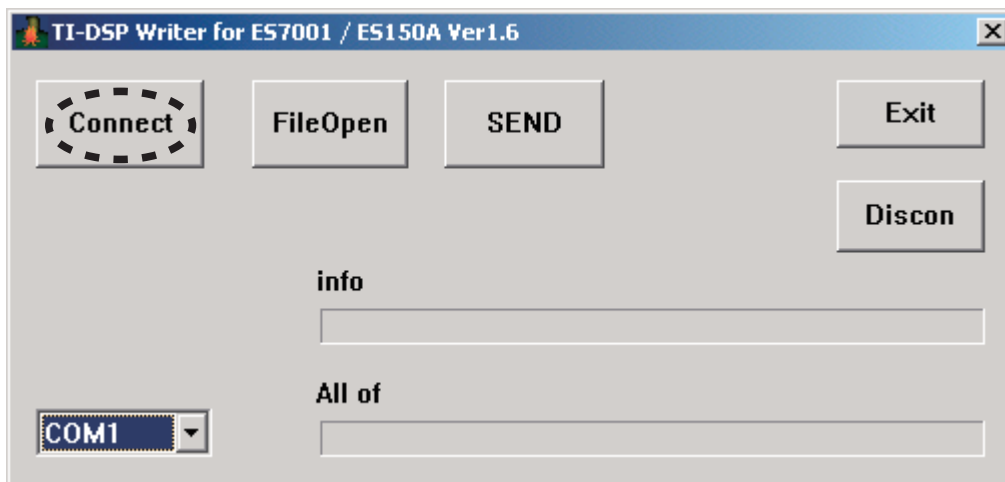 TI-DSP Writer for ES7001 / ES150A Ver1.6
Connect FileOpen SEND Exit
Discon
info
All of
COM1